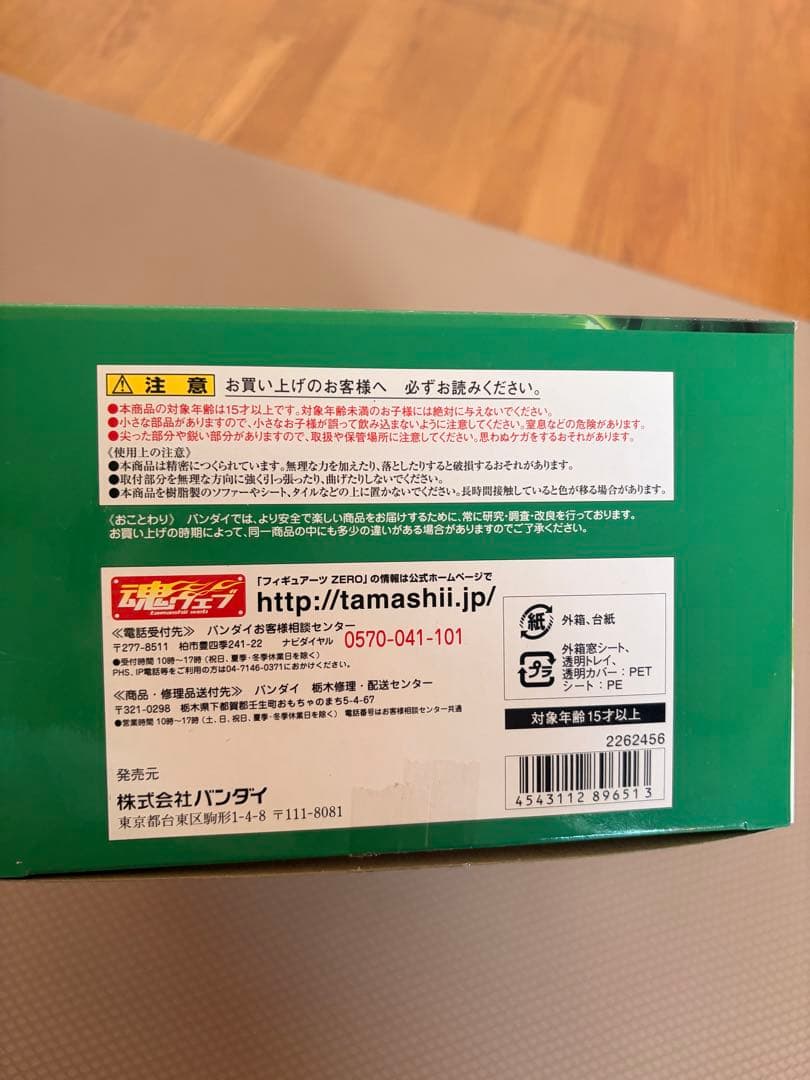 注意 お買い上げのお客様へ 必ずお読みください。
●本商品の対象年齢は15才以上です。対象年齢未満のお子様には絶対に与えないでください。
●小さな部品がありますので、小さなお子様が誤って飲み込まないように注意してください。窒息などの危険があります。
●尖った部分や鋭い部分がありますので、取扱や保管場所に注意してください。思わぬケガをするおそれがあります。
《使用上の注意》
●本商品は精密につくられています。無理な力を加えたり、落としたりすると破損するおそれがあります。
●取付部分を無理な方向に強く引っ張ったり、曲げたりしないでください。
●本商品を樹脂製のソファーやシート、タイルなどの上に置かないでください。長時間接触していると色が移る場合があります。
《おことわり》 バンダイでは、より安全で楽しい商品をお届けするために、常に研究・調査・改良を行っております。
お買い上げの時期によって、同一商品の中にも多少の違いがある場合がありますのでご了承ください。
魂ウェブ
tamashii web
「フィギュアーツ ZERO」の情報は公式ホームページで
http://tamashii.jp/
≪電話受付先≫ バンダイお客様相談センター
〒277-8511 柏市豊四季241-22 ナビダイヤル 0570-041-101
●受付時間 10時〜17時(祝日、夏季・冬季休業日を除く)
PHS、IP電話等をご利用の方は04-7146-0371におかけください。
≪商品・修理品送付先≫ バンダイ 栃木修理・配送センター
〒321-0298 栃木県下都賀郡壬生町おもちゃのまち5-4-67
●営業時間 10時〜17時(土、日、祝日、夏季・冬季休業日を除く) 電話番号はお客様相談センター共通
発売元
株式会社バンダイ
東京都台東区駒形1-4-8 〒111-8081
紙 外箱、台紙
プラ 外箱窓シート、
透明トレイ、
透明カバー:PET
シート:PE
対象年齢15才以上
2262456
4543112 896513